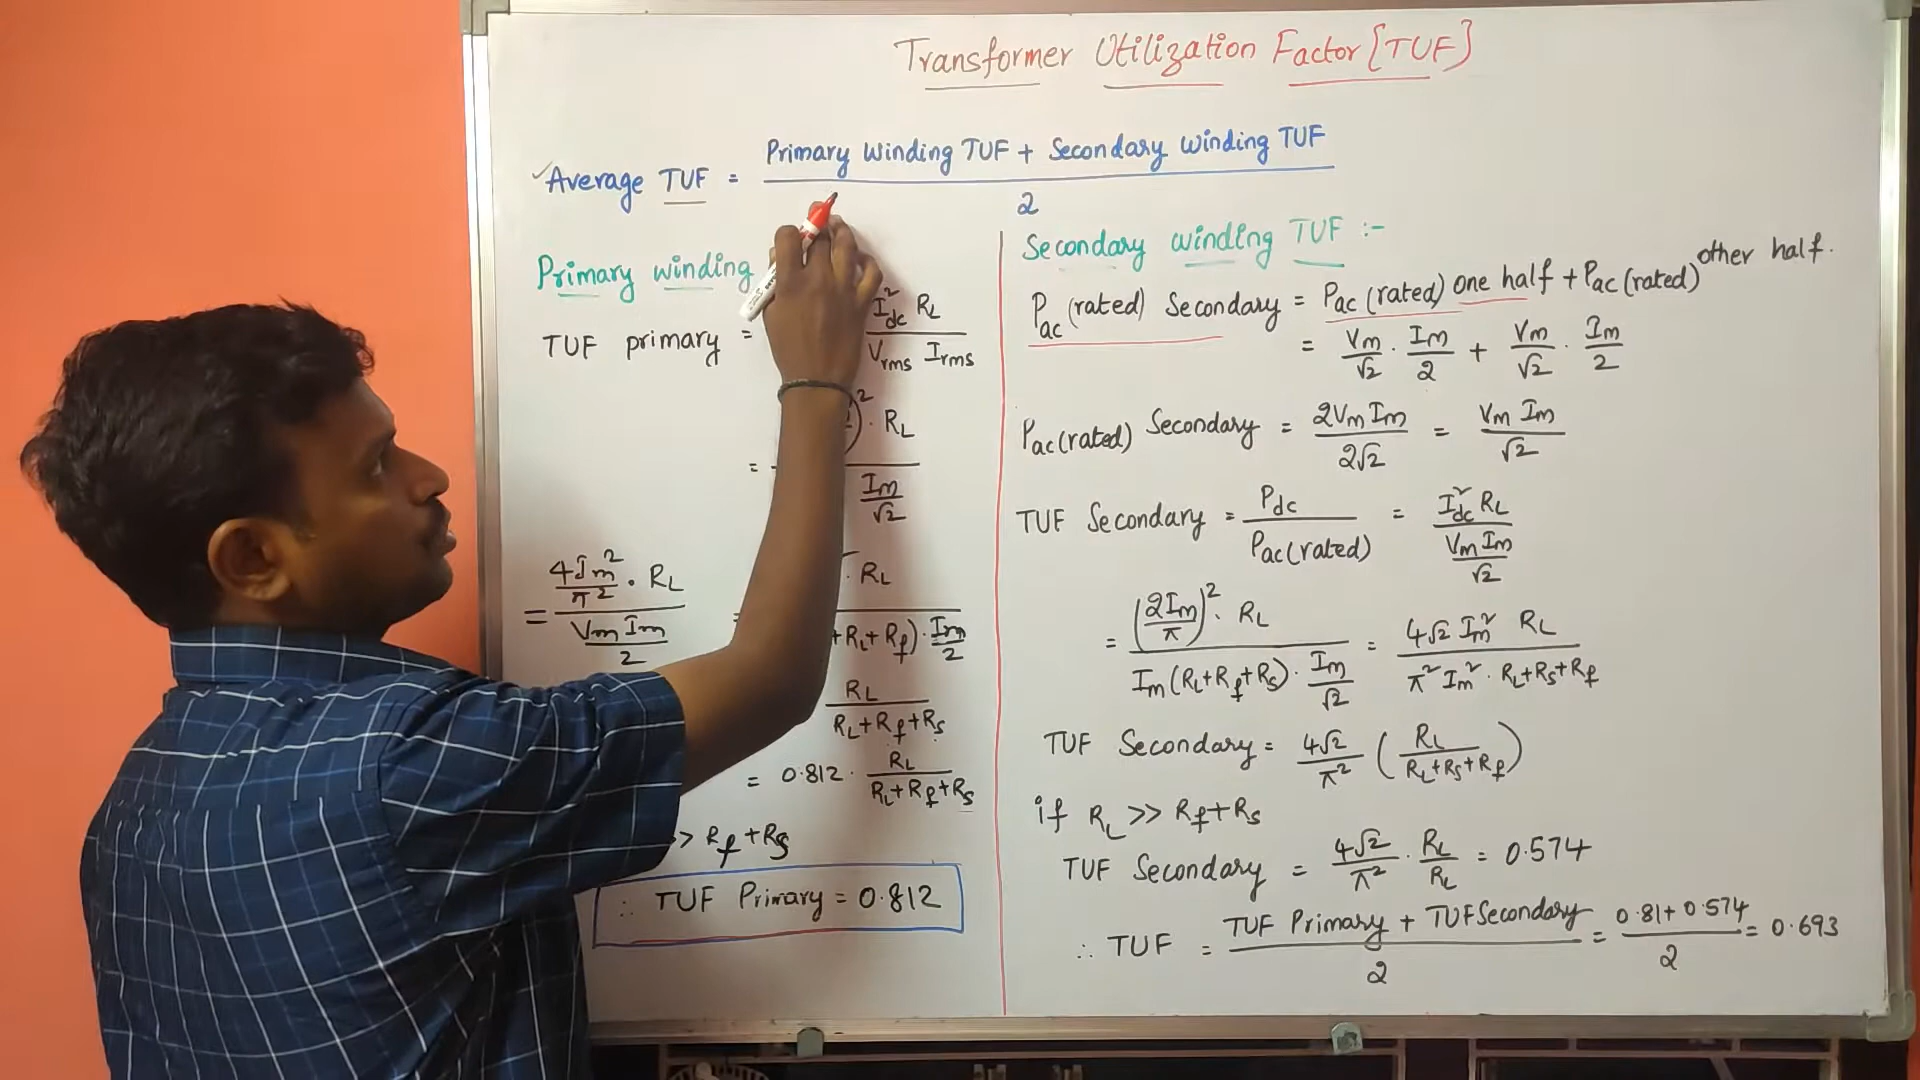 Transformer Utilization Factor [TUF]
Average TUF = Primary Winding TUF + Secondary winding TUF / 2
Primary winding
TUF primary = I²dc RL / Vrms Irms
= )² . RL / Im/√2
= 4Im²/π² . RL / VmIm/2 = . RL / +RL+Rf) . Im/2
RL / RL+Rf+Rs
= 0.812 . RL / RL+Rf+Rs
>> Rf+Rs
∴ TUF Primary = 0.812
Secondary winding TUF :-
Pac (rated) Secondary = Pac (rated) one half + Pac (rated) other half.
= Vm/√2 . Im/2 + Vm/√2 . Im/2
Pac(rated) Secondary = 2VmIm / 2√2 = Vm Im / √2
TUF Secondary = Pdc / Pac(rated) = I²dc RL / VmIm/√2
= (2Im/π)² . RL / Im(RL+Rf+Rs) . Im/√2 = 4√2 Im² RL / π² Im² . RL+Rs+Rf
TUF Secondary = 4√2/π² (RL / RL+Rs+Rf)
if RL >> Rf+Rs
TUF Secondary = 4√2/π² . RL/RL = 0.574
∴ TUF = TUF Primary + TUF Secondary / 2 = 0.81+0.574 / 2 = 0.693